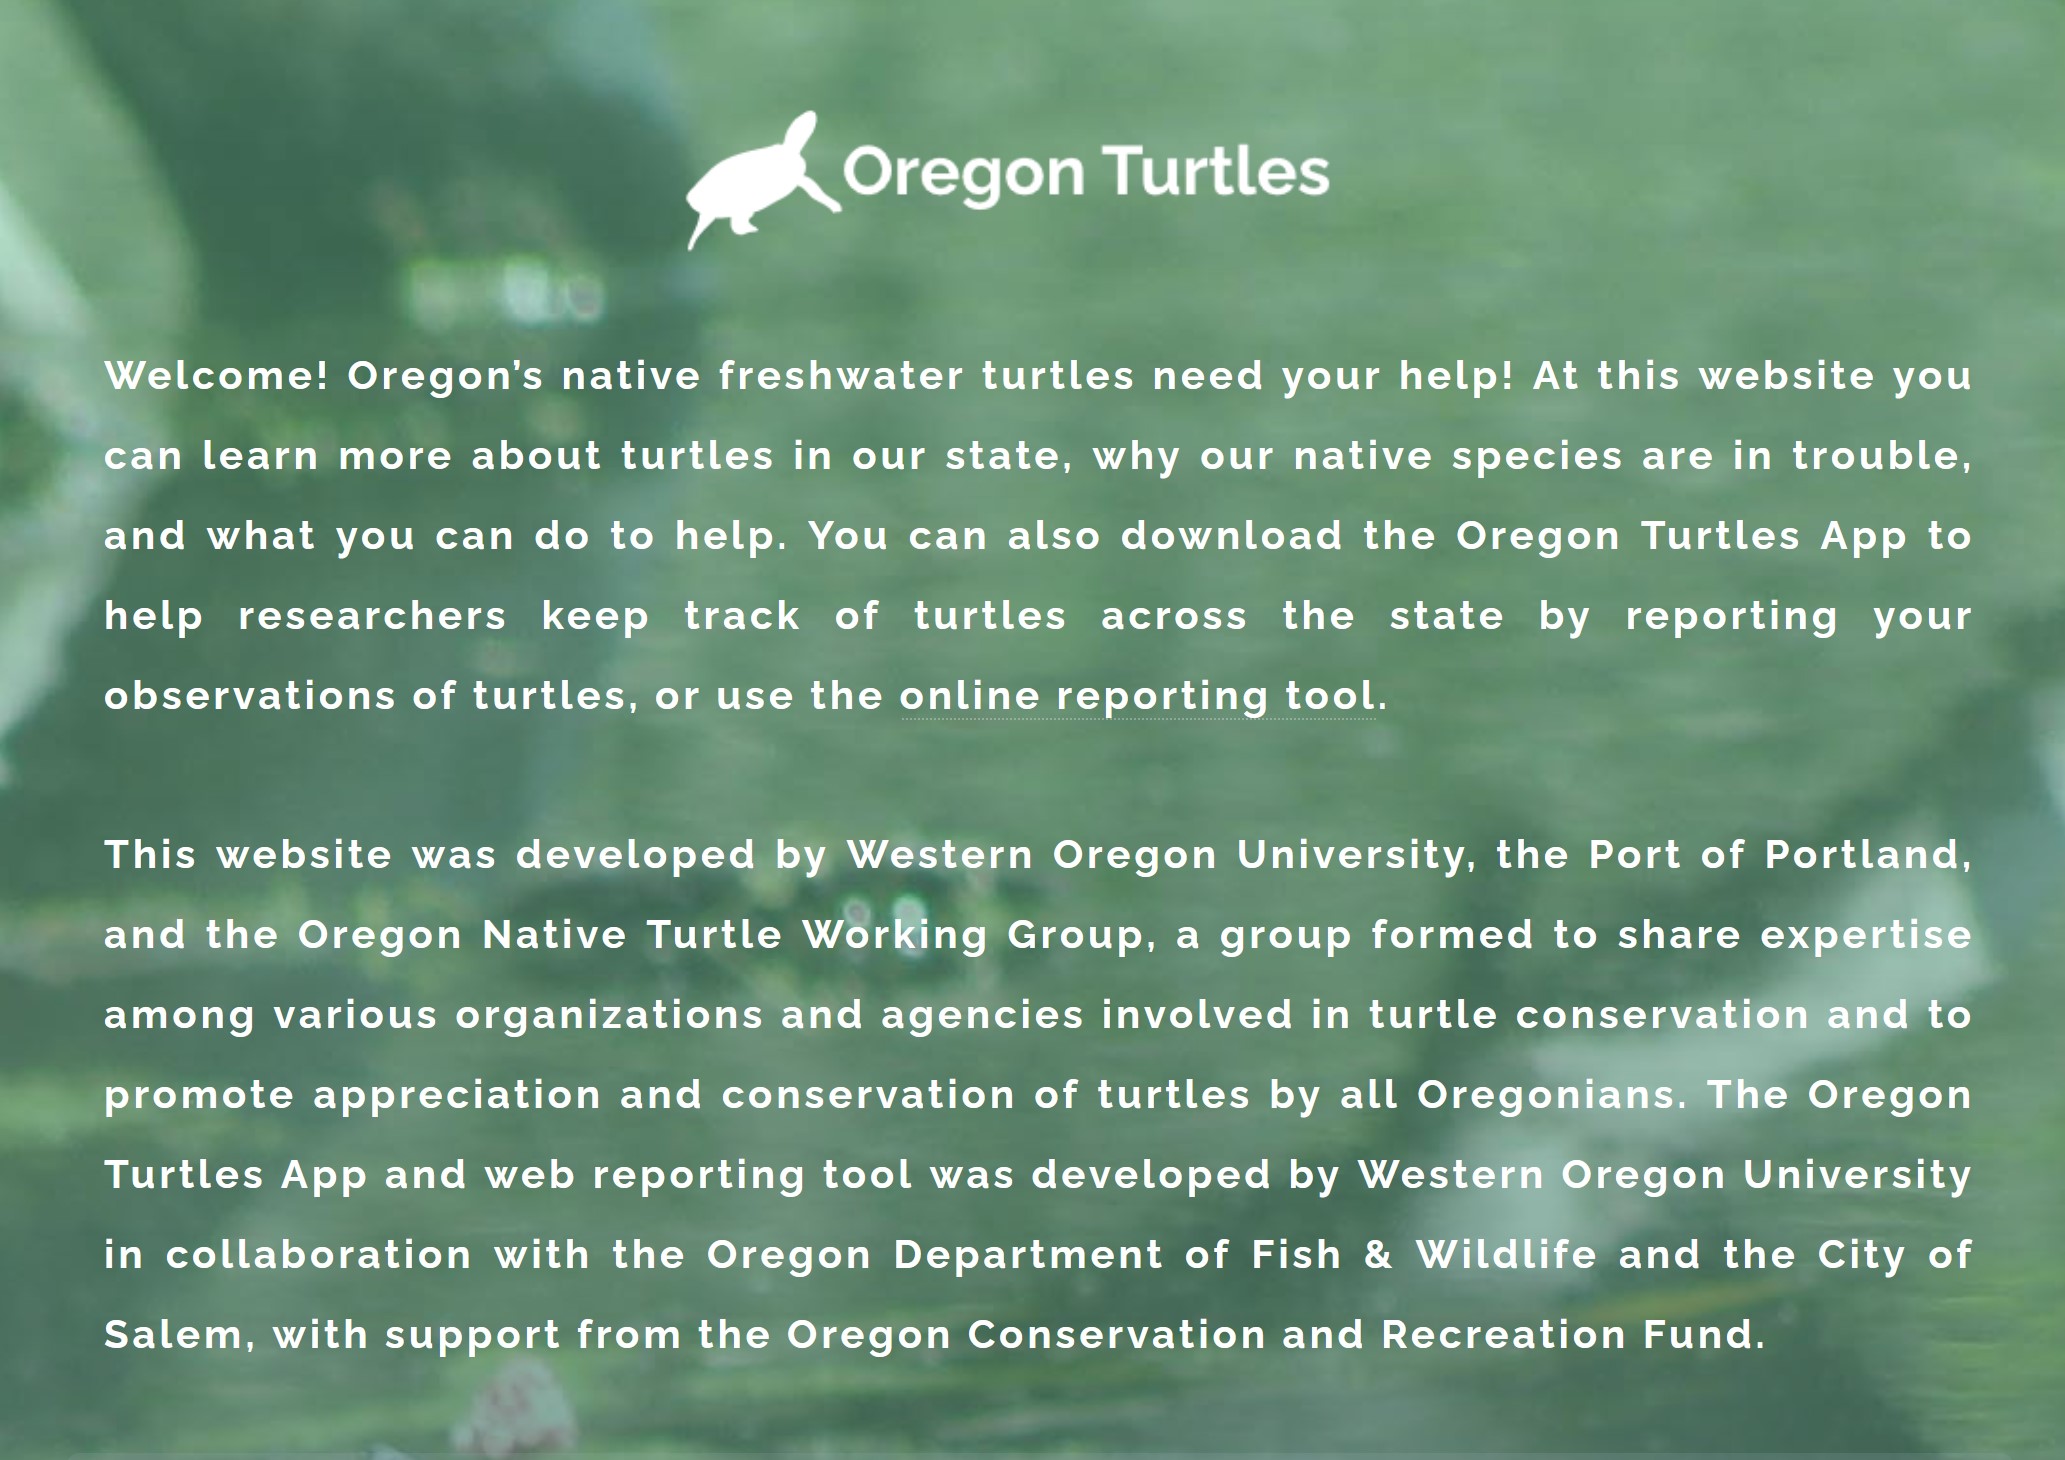 Oregon Turtles
Welcome! Oregon’s native freshwater turtles need your help! At this website you
can learn more about turtles in our state, why our native species are in trouble,
and what you can do to help. You can also download the Oregon Turtles App to
help researchers keep track of turtles across the state by reporting your
observations of turtles, or use the online reporting tool.
This website was developed by Western Oregon University, the Port of Portland,
and the Oregon Native Turtle Working Group, a group formed to share expertise
among various organizations and agencies involved in turtle conservation and to
promote appreciation and conservation of turtles by all Oregonians. The Oregon
Turtles App and web reporting tool was developed by Western Oregon University
in collaboration with the Oregon Department of Fish & Wildlife and the City of
Salem, with support from the Oregon Conservation and Recreation Fund.